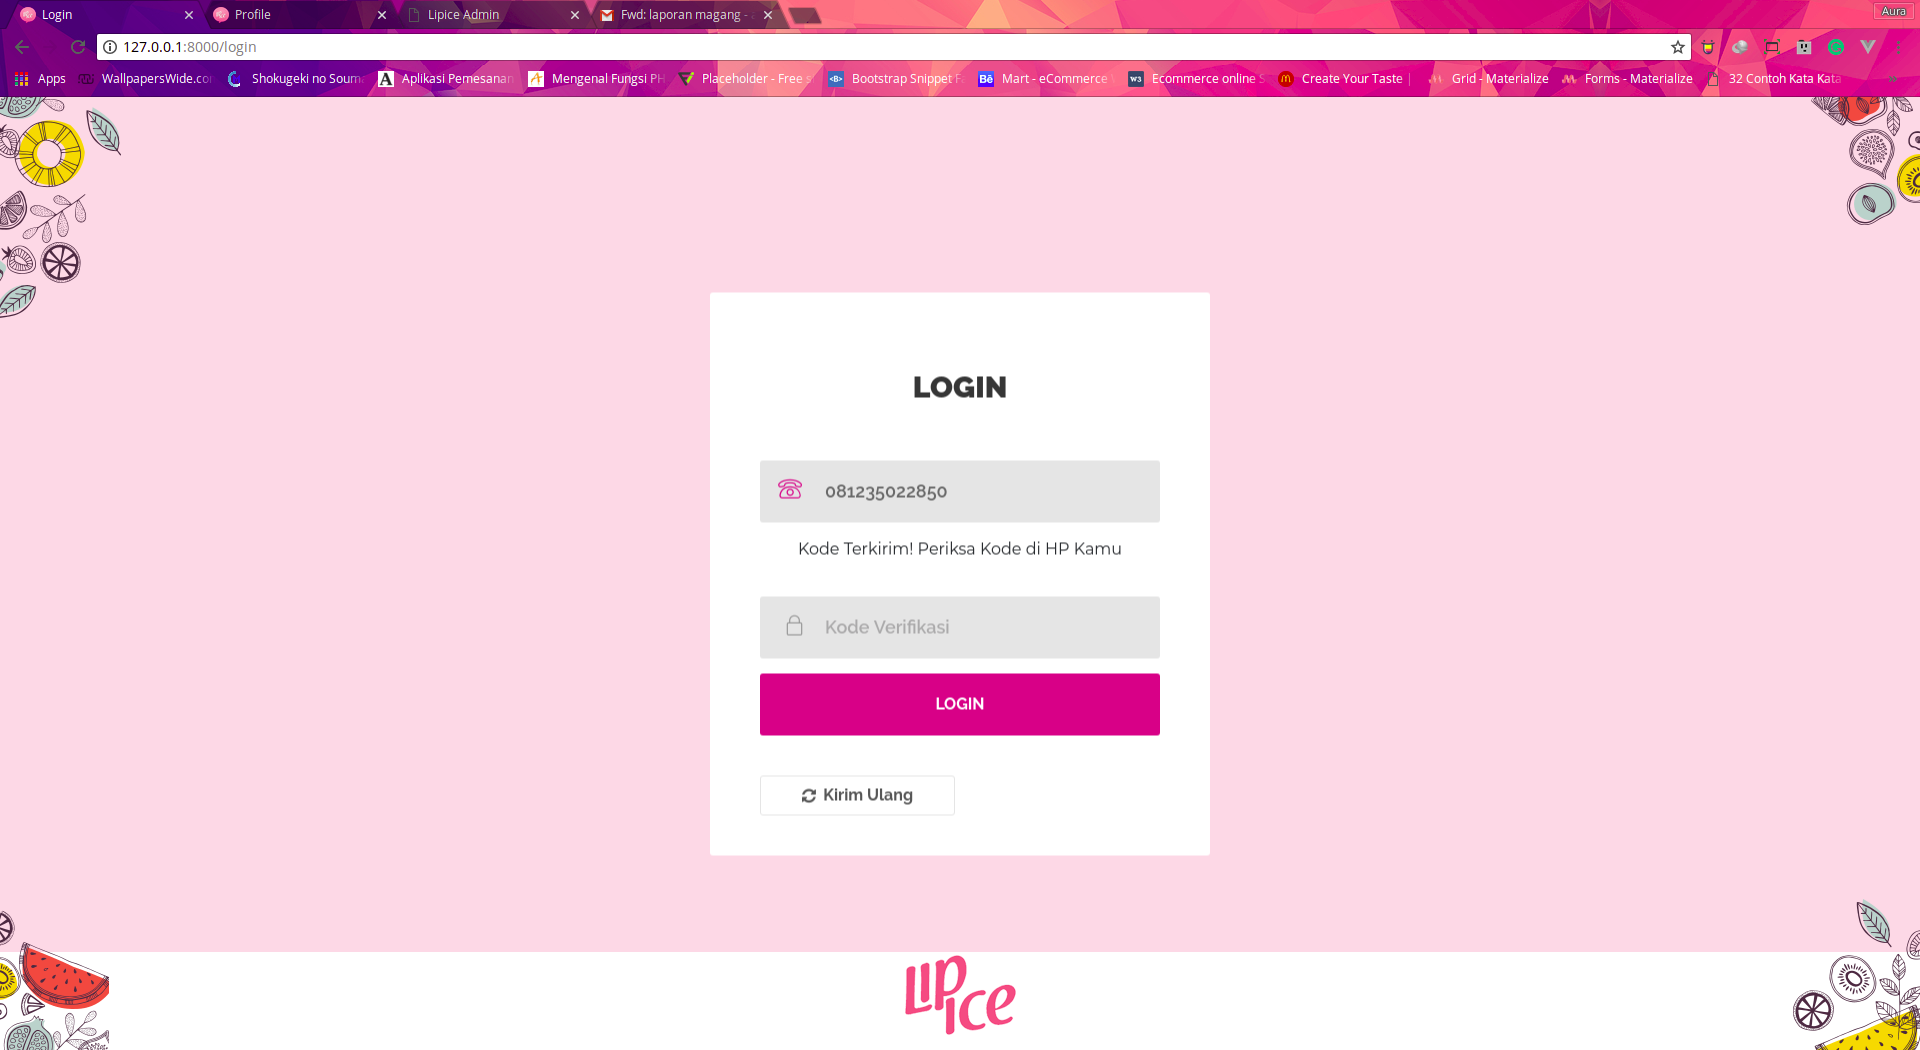 Login
Profile
Lipice Admin
Fwd: laporan magang -
Aura
127.0.0.1:8000/login
Apps
WallpapersWide.co
Shokugeki no Soum
Aplikasi Pemesanan
Mengenal Fungsi PH
Placeholder - Free s
Bootstrap Snippet F
Mart - eCommerce
Ecommerce online S
Create Your Taste |
Grid - Materialize
Forms - Materialize
32 Contoh Kata Kata
LOGIN
081235022850
Kode Terkirim! Periksa Kode di HP Kamu
Kode Verifikasi
LOGIN
Kirim Ulang
LIP
ICE